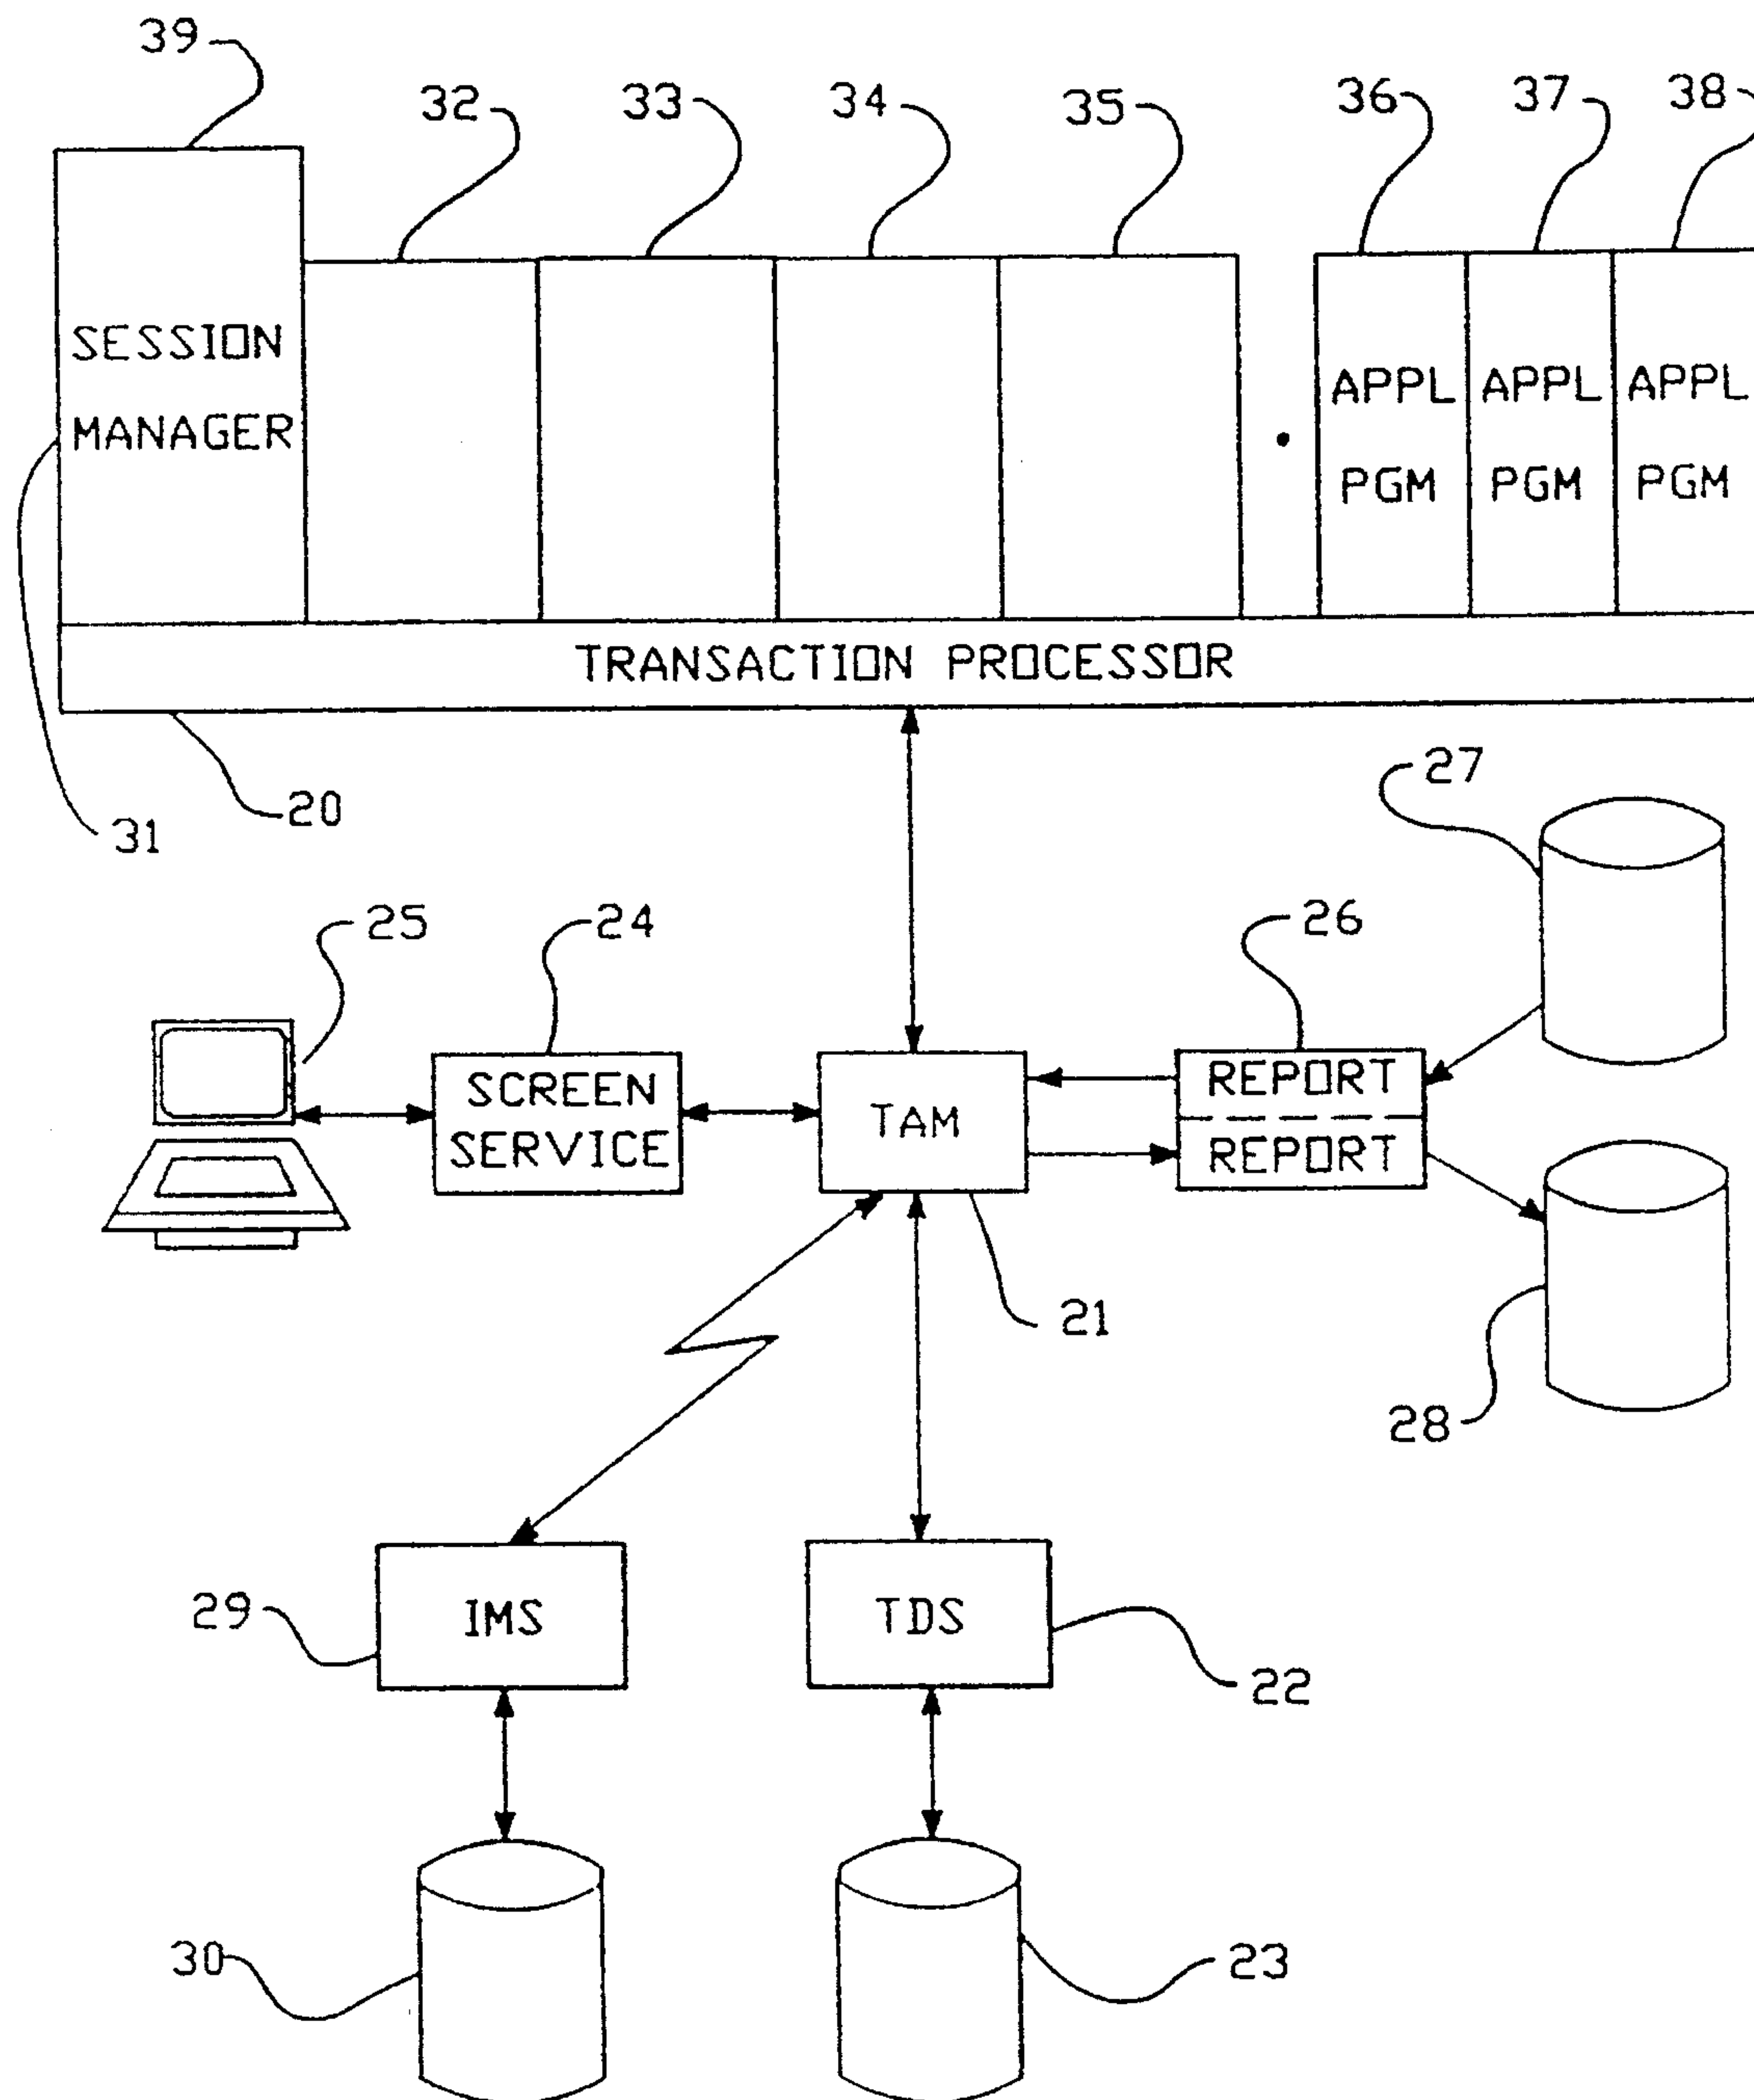 39
32
33
34
35
36
37
38
SESSION
MANAGER
APPL
PGM
APPL
PGM
APPL
PGM
TRANSACTION PROCESSOR
20
31
27
25
24
26
SCREEN
SERVICE
TAM
REPORT
REPORT
21
28
29
IMS
TDS
22
30
23